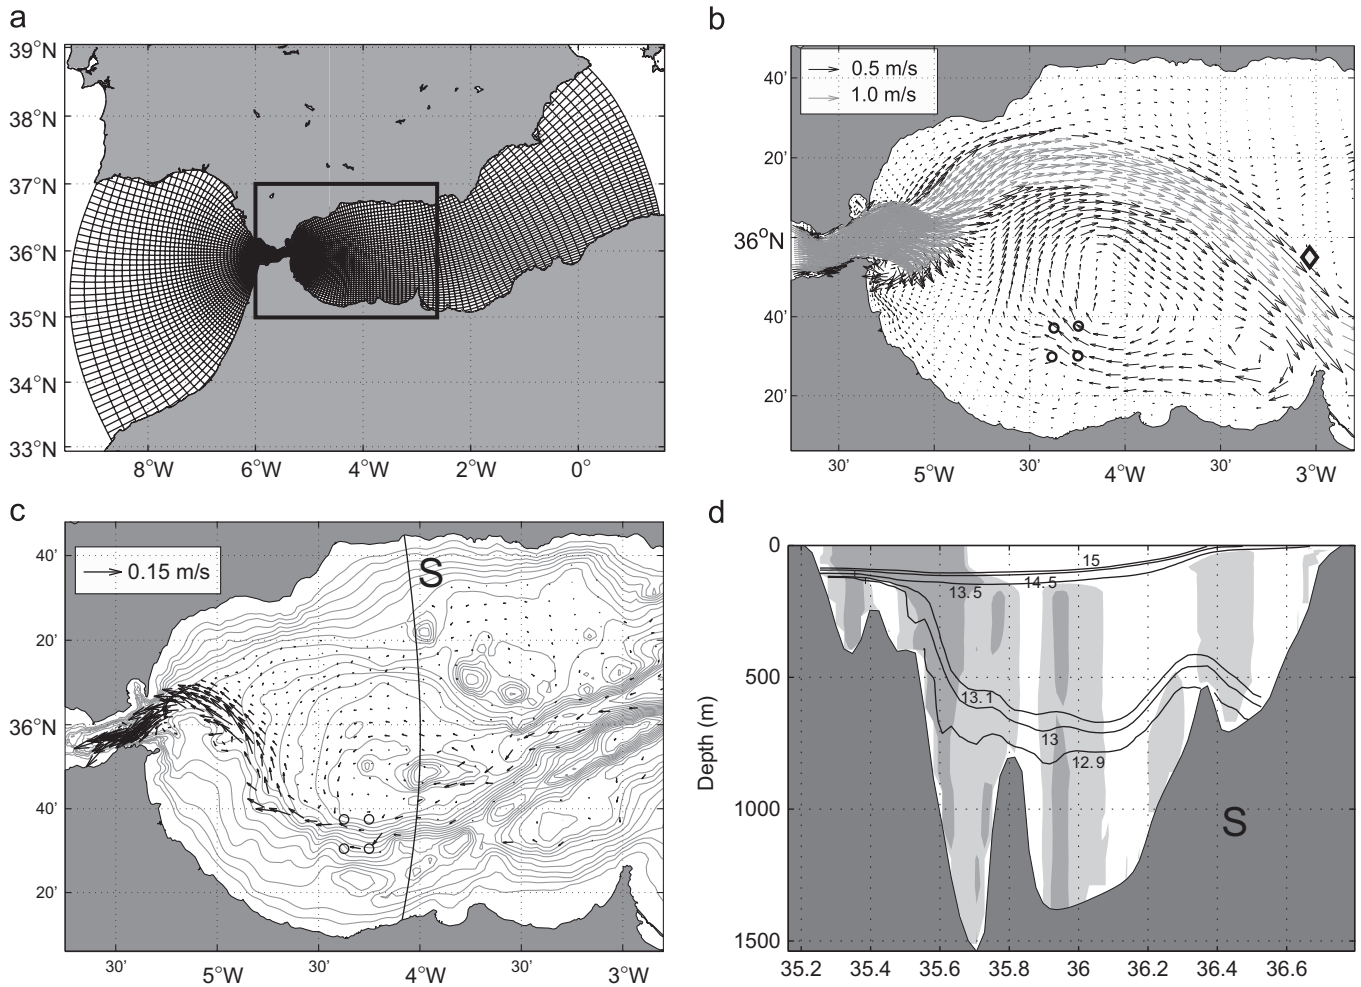 a
39°N
38°N
37°N
36°N
35°N
34°N
33°N
8°W 6°W 4°W 2°W 0°
b
0.5 m/s
1.0 m/s
40'
20'
36°N
40'
20'
30' 5°W 30' 4°W 30' 3°W
c
0.15 m/s
S
40'
20'
36°N
40'
20'
30' 5°W 30' 4°W 30' 3°W
d
0
500
1000
1500
Depth (m)
15
14.5
13.5
13.1
13
12.9
S
35.2 35.4 35.6 35.8 36 36.2 36.4 36.6